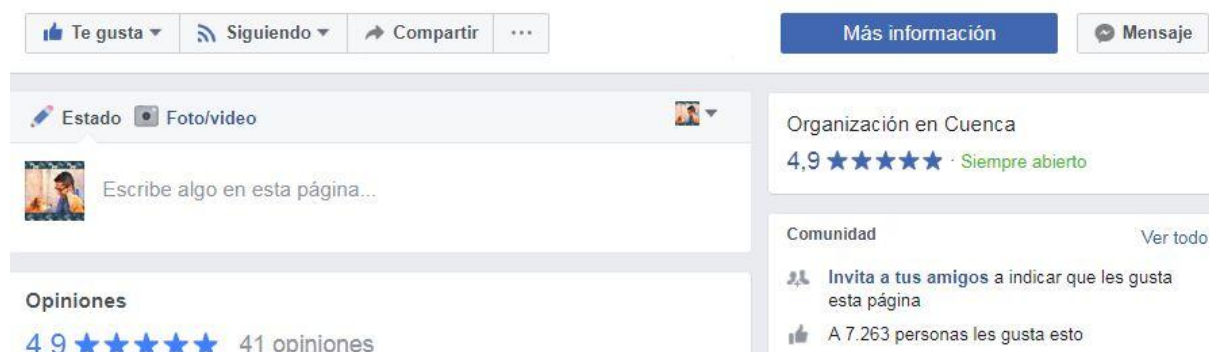 Te gusta Siguiendo Compartir ...
Más información Mensaje
Estado Foto/video
Escribe algo en esta página...
Opiniones
4,9 41 opiniones
Organización en Cuenca
4,9 · Siempre abierto
Comunidad Ver todo
Invita a tus amigos a indicar que les gusta
esta página
A 7.263 personas les gusta esto